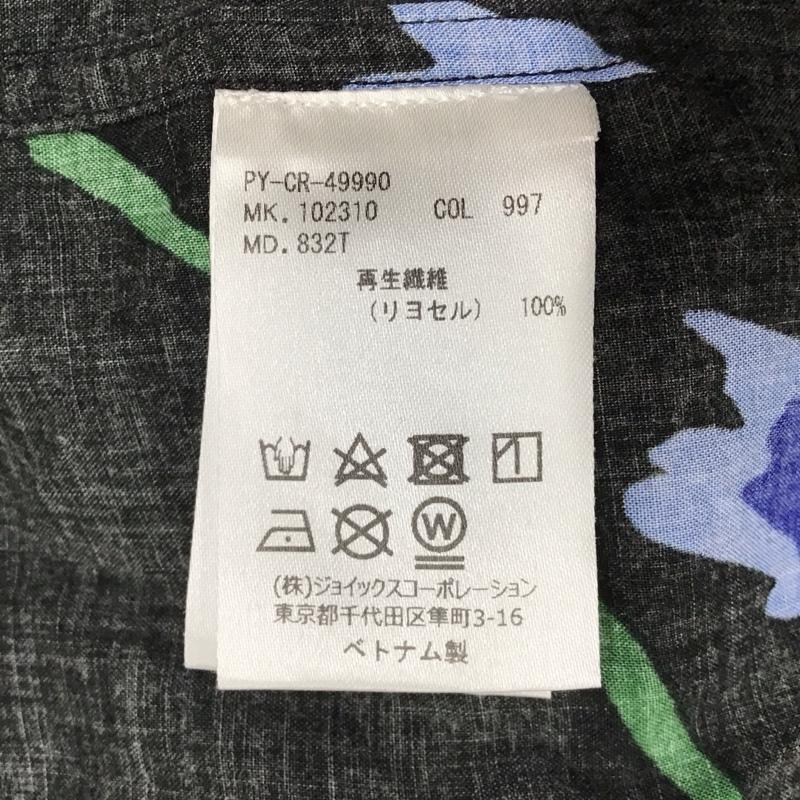 PY-CR-49990
MK. 102310 COL 997
MD. 832T
再生繊維
(リヨセル) 100%
W
(株)ジョイックスコーポレーション
東京都千代田区隼町3-16
ベトナム製